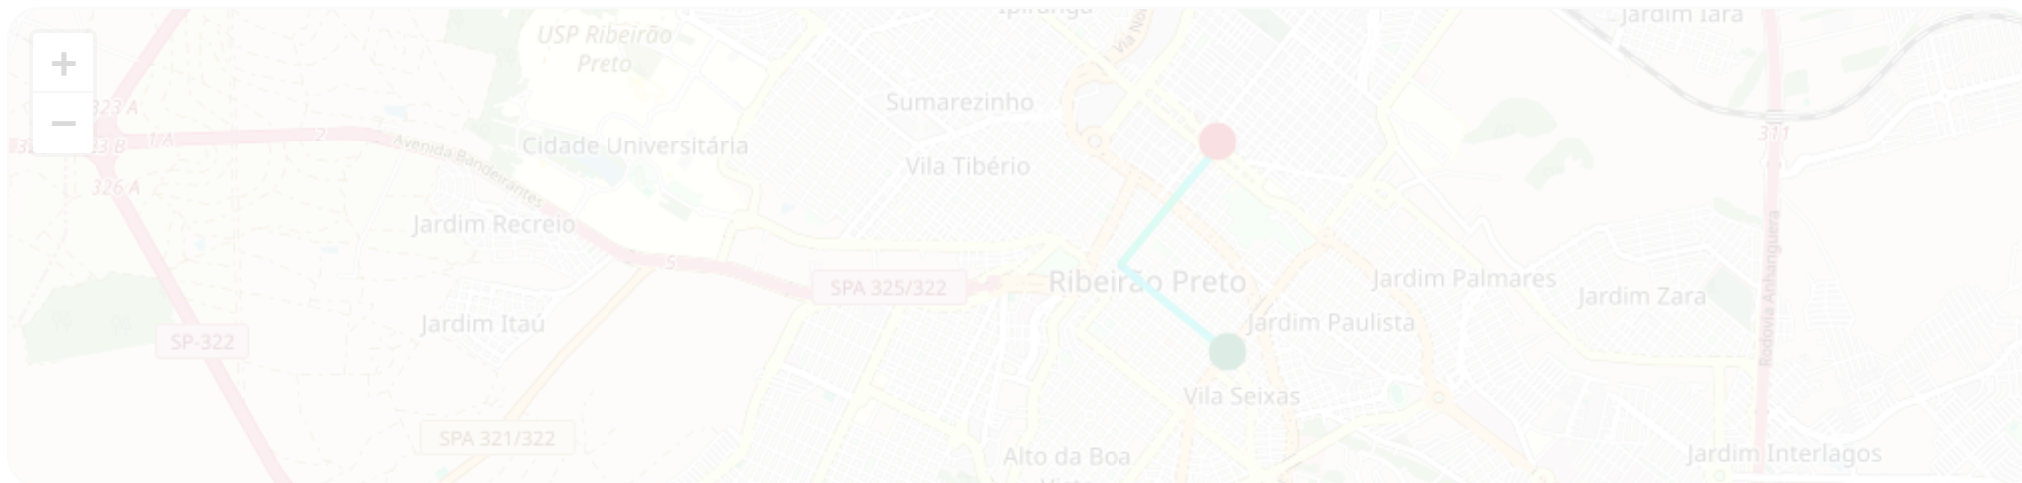 Ipiranga
Jardim Iara
USP Ribeirão
Preto
+
−
323 A
Sumarezinho
2
1 A
Avenida Bandeirantes
Cidade Universitária
311
Vila Tibério
326 A
Jardim Recreio
5
SPA 325/322
Ribeirão Preto
Jardim Palmares
Jardim Zara
Rodovia Anhanguera
Jardim Itaú
SP-322
Jardim Paulista
Vila Seixas
SPA 321/322
Alto da Boa
Jardim Interlagos